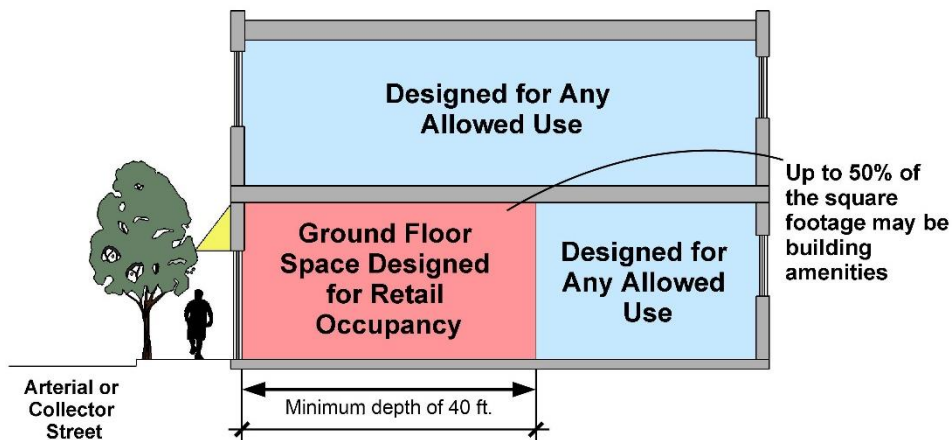 Designed for Any
Allowed Use
Up to 50% of
the square
footage may be
building
amenities
Ground Floor
Space Designed
for Retail
Occupancy
Designed for
Any Allowed
Use
Arterial or
Collector
Street
Minimum depth of 40 ft.